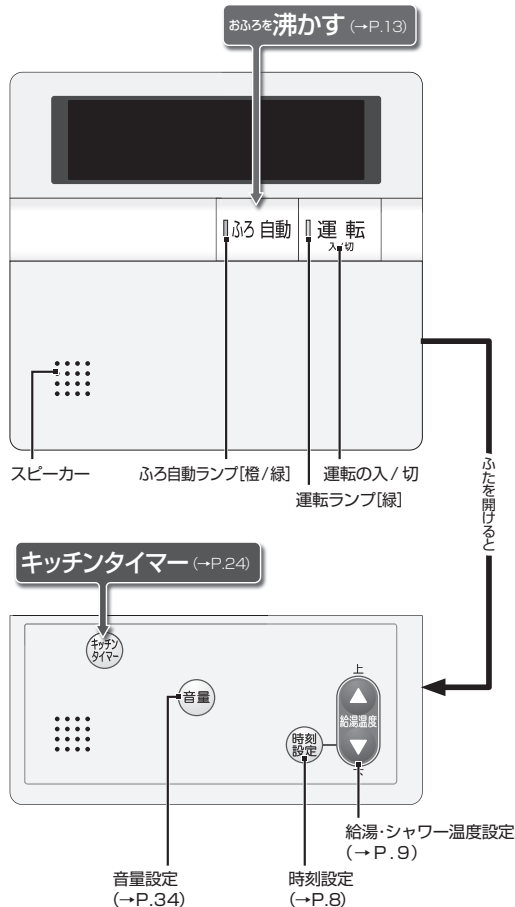 おふろを沸かす(→P.13)
ふろ 自動
運 転
入/切
スピーカー
ふろ自動ランプ[橙/緑]
運転の入/切
運転ランプ[緑]
ふたを開けると
キッチンタイマー(→P.24)
キッチン
タイマー
音量
上
給湯温度
時刻
設定
給湯・シャワー温度設定
(→P.9)
音量設定
(→P.34)
時刻設定
(→P.8)